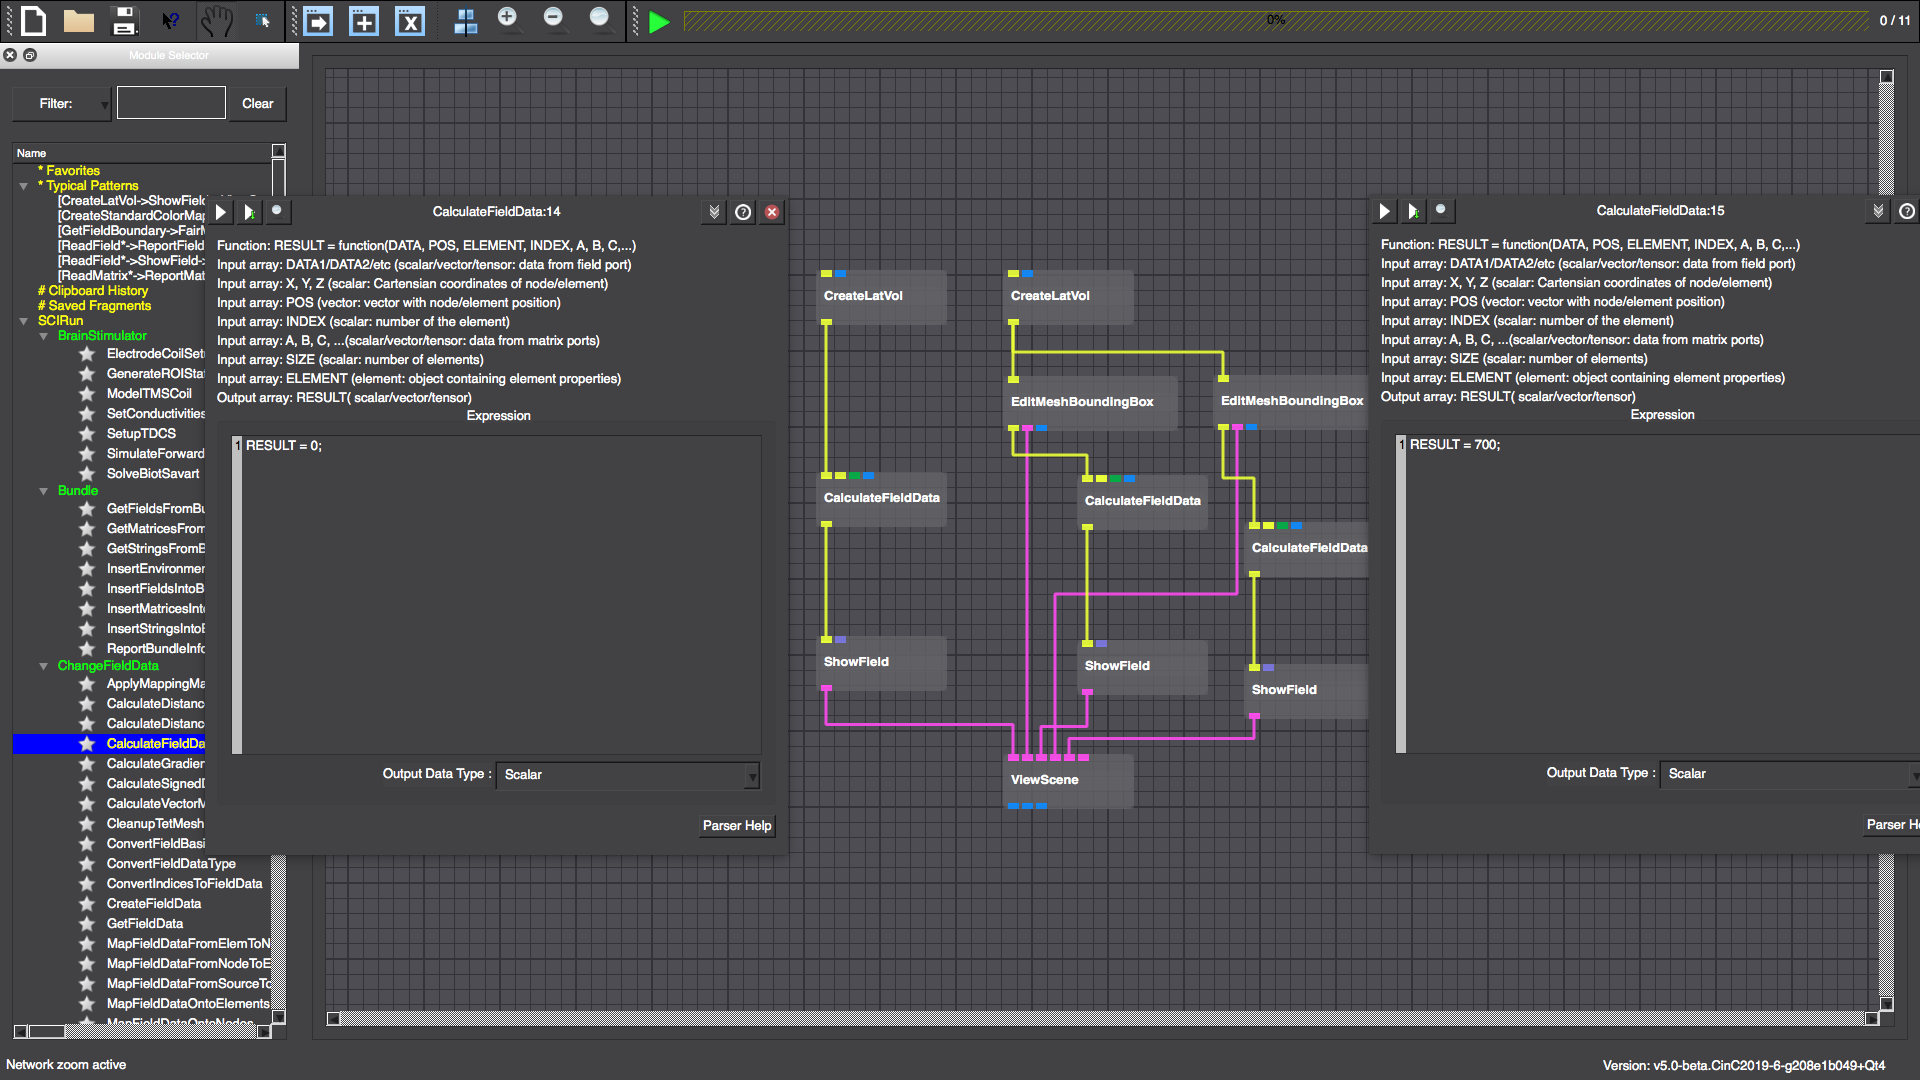 0%
0 / 11
Module Selector
Filter:
Clear
Name
* Favorites
* Typical Patterns
[CreateLatVol->ShowField
[CreateStandardColorMap
[GetFieldBoundary->FairM
[ReadField*->ReportField
[ReadField*->ShowField->
[ReadMatrix*->ReportMat
# Clipboard History
# Saved Fragments
SCIRun
BrainStimulator
ElectrodeCoilSetu
GenerateROIStat
ModelTMSCoil
SetConductivities
SetupTDCS
SimulateForward
SolveBiotSavart
Bundle
GetFieldsFromBu
GetMatricesFrom
GetStringsFromB
InsertEnvironmen
InsertFieldsIntoB
InsertMatricesInto
InsertStringsIntoB
ReportBundleInfo
ChangeFieldData
ApplyMappingMa
CalculateDistanc
CalculateDistanc
CalculateFieldDa
CalculateGradien
CalculateSignedD
CalculateVectorM
CleanupTetMesh
ConvertFieldBasi
ConvertFieldDataType
ConvertIndicesToFieldData
CreateFieldData
GetFieldData
MapFieldDataFromElemToN
MapFieldDataFromNodeToE
MapFieldDataFromSourceTo
MapFieldDataOntoElements
MapFieldDataOntoNodes
CalculateFieldData:14
Function: RESULT = function(DATA, POS, ELEMENT, INDEX, A, B, C,...)
Input array: DATA1/DATA2/etc (scalar/vector/tensor: data from field port)
Input array: X, Y, Z (scalar: Cartensian coordinates of node/element)
Input array: POS (vector: vector with node/element position)
Input array: INDEX (scalar: number of the element)
Input array: A, B, C, ...(scalar/vector/tensor: data from matrix ports)
Input array: SIZE (scalar: number of elements)
Input array: ELEMENT (element: object containing element properties)
Output array: RESULT( scalar/vector/tensor)
Expression
1 RESULT = 0;
Output Data Type : Scalar
Parser Help
CreateLatVol
CreateLatVol
EditMeshBoundingBox
EditMeshBoundingBox
CalculateFieldData
CalculateFieldData
CalculateFieldData
ShowField
ShowField
ShowField
ViewScene
CalculateFieldData:15
Function: RESULT = function(DATA, POS, ELEMENT, INDEX, A, B, C,...)
Input array: DATA1/DATA2/etc (scalar/vector/tensor: data from field port)
Input array: X, Y, Z (scalar: Cartensian coordinates of node/element)
Input array: POS (vector: vector with node/element position)
Input array: INDEX (scalar: number of the element)
Input array: A, B, C, ...(scalar/vector/tensor: data from matrix ports)
Input array: SIZE (scalar: number of elements)
Input array: ELEMENT (element: object containing element properties)
Output array: RESULT( scalar/vector/tensor)
Expression
1 RESULT = 700;
Output Data Type : Scalar
Parser He
Network zoom active
Version: v5.0-beta.CinC2019-6-g208e1b049+Qt4